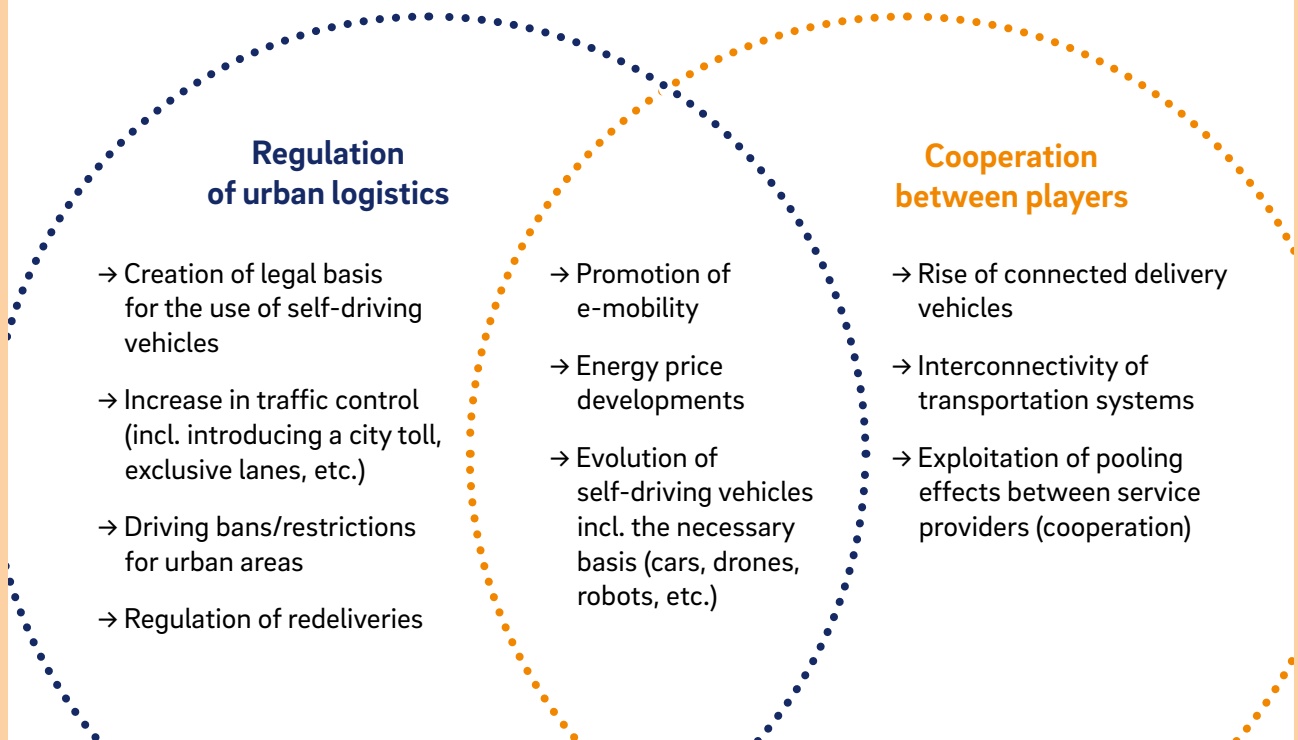 Regulation
of urban logistics
→ Creation of legal basis
for the use of self-driving
vehicles
→ Increase in traffic control
(incl. introducing a city toll,
exclusive lanes, etc.)
→ Driving bans/restrictions
for urban areas
→ Regulation of redeliveries
→ Promotion of
e-mobility
→ Energy price
developments
→ Evolution of
self-driving vehicles
incl. the necessary
basis (cars, drones,
robots, etc.)
Cooperation
between players
→ Rise of connected delivery
vehicles
→ Interconnectivity of
transportation systems
→ Exploitation of pooling
effects between service
providers (cooperation)